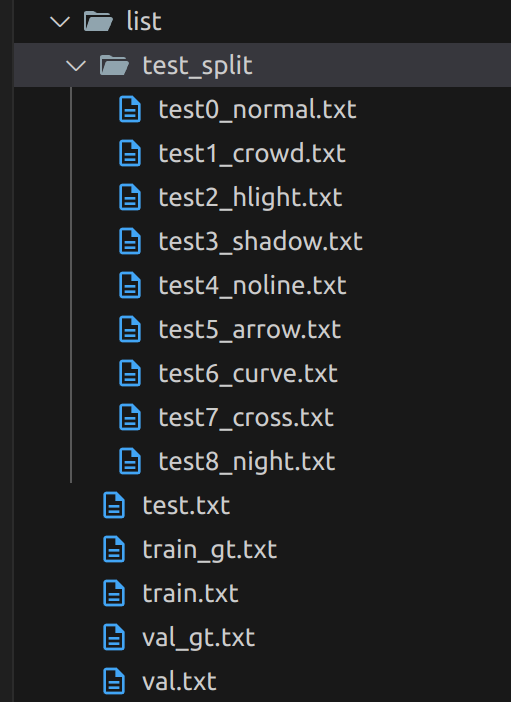 list
test_split
test0_normal.txt
test1_crowd.txt
test2_hlight.txt
test3_shadow.txt
test4_noline.txt
test5_arrow.txt
test6_curve.txt
test7_cross.txt
test8_night.txt
test.txt
train_gt.txt
train.txt
val_gt.txt
val.txt